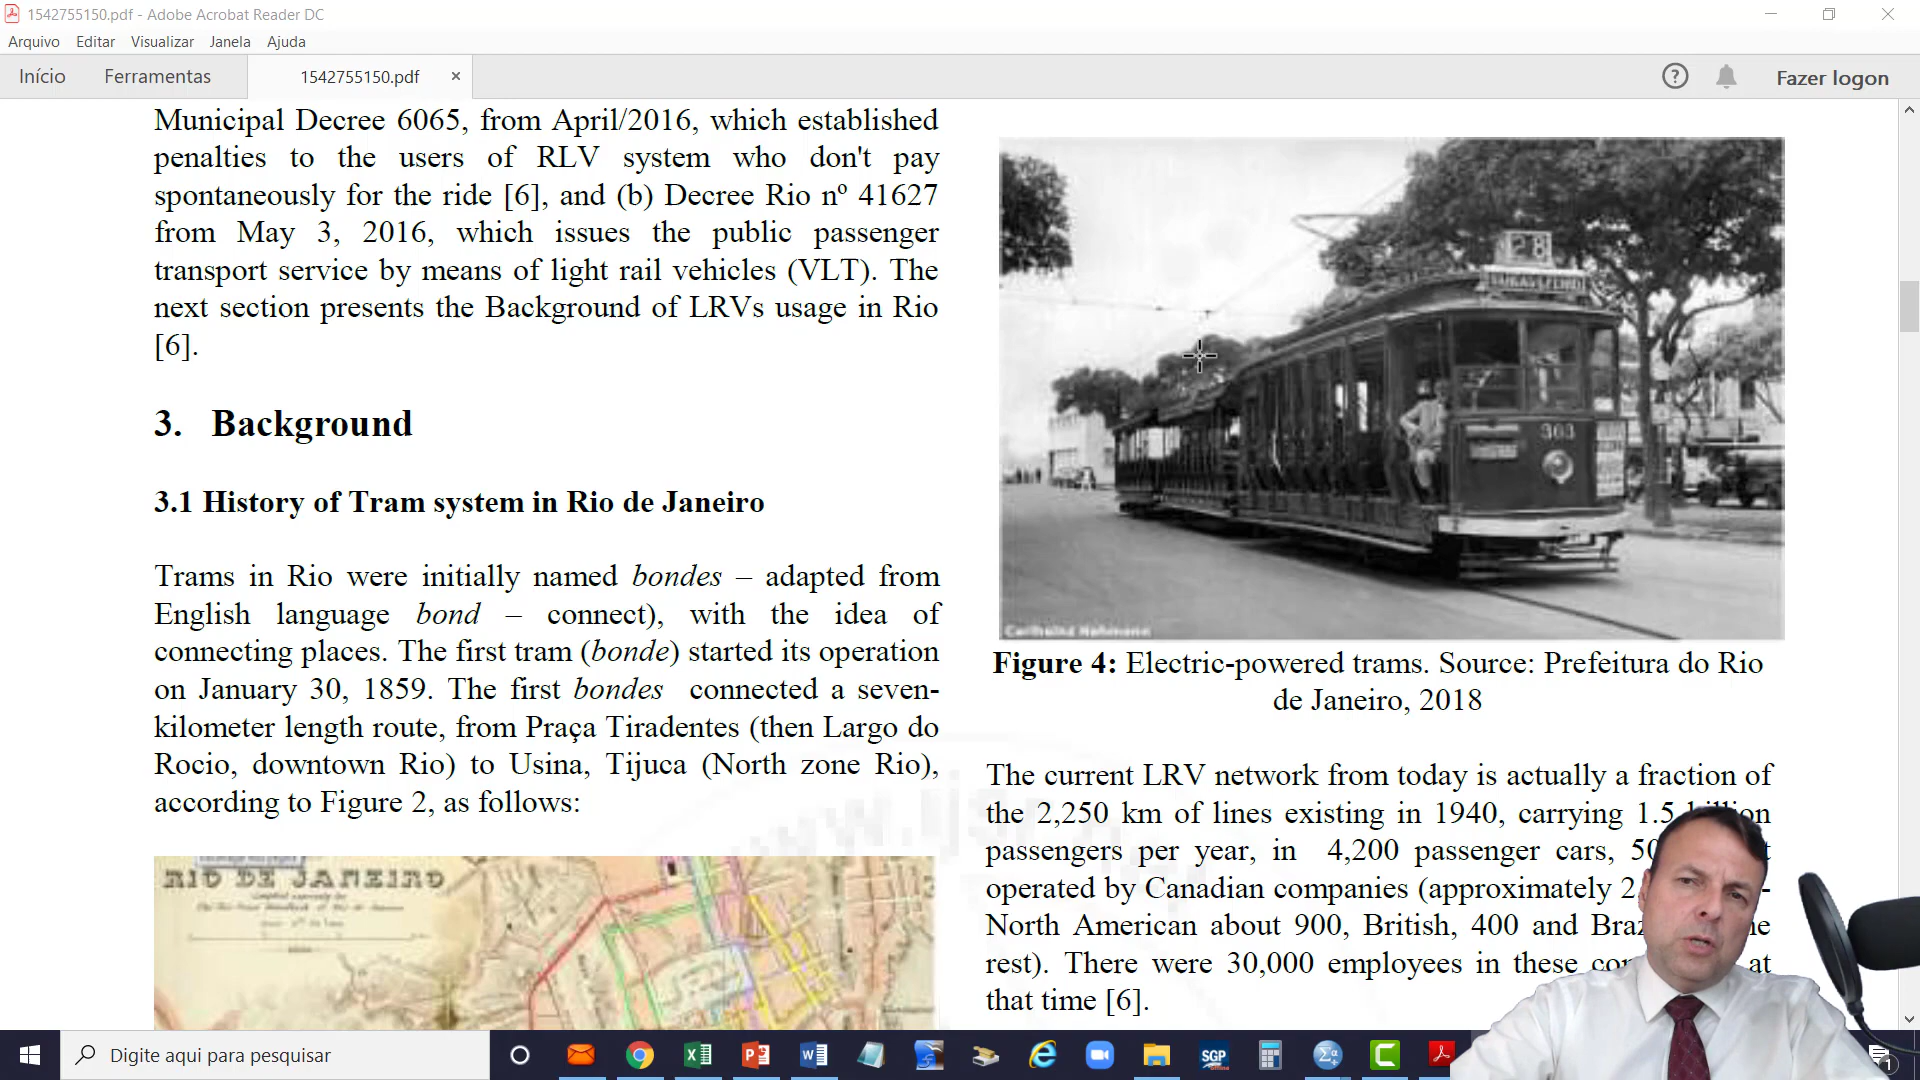 1542755150.pdf - Adobe Acrobat Reader DC
Arquivo Editar Visualizar Janela Ajuda
Início Ferramentas 1542755150.pdf × Fazer logon
Municipal Decree 6065, from April/2016, which established
penalties to the users of RLV system who don't pay
spontaneously for the ride [6], and (b) Decree Rio nº 41627
from May 3, 2016, which issues the public passenger
transport service by means of light rail vehicles (VLT). The
next section presents the Background of LRVs usage in Rio
[6].
3. Background
3.1 History of Tram system in Rio de Janeiro
Trams in Rio were initially named bondes – adapted from
English language bond – connect), with the idea of
connecting places. The first tram (bonde) started its operation
on January 30, 1859. The first bondes connected a seven-
kilometer length route, from Praça Tiradentes (then Largo do
Rocio, downtown Rio) to Usina, Tijuca (North zone Rio),
according to Figure 2, as follows:
RIO DE JANEIRO
28
303
Figure 4: Electric-powered trams. Source: Prefeitura do Rio
de Janeiro, 2018
The current LRV network from today is actually a fraction of
the 2,250 km of lines existing in 1940, carrying 1.5
passengers per year, in 4,200 passenger cars,
operated by Canadian companies (approximately
North American about 900, British, 400 and
rest). There were 30,000 employees in these at
that time [6].
Digite aqui para pesquisar
SGP
1